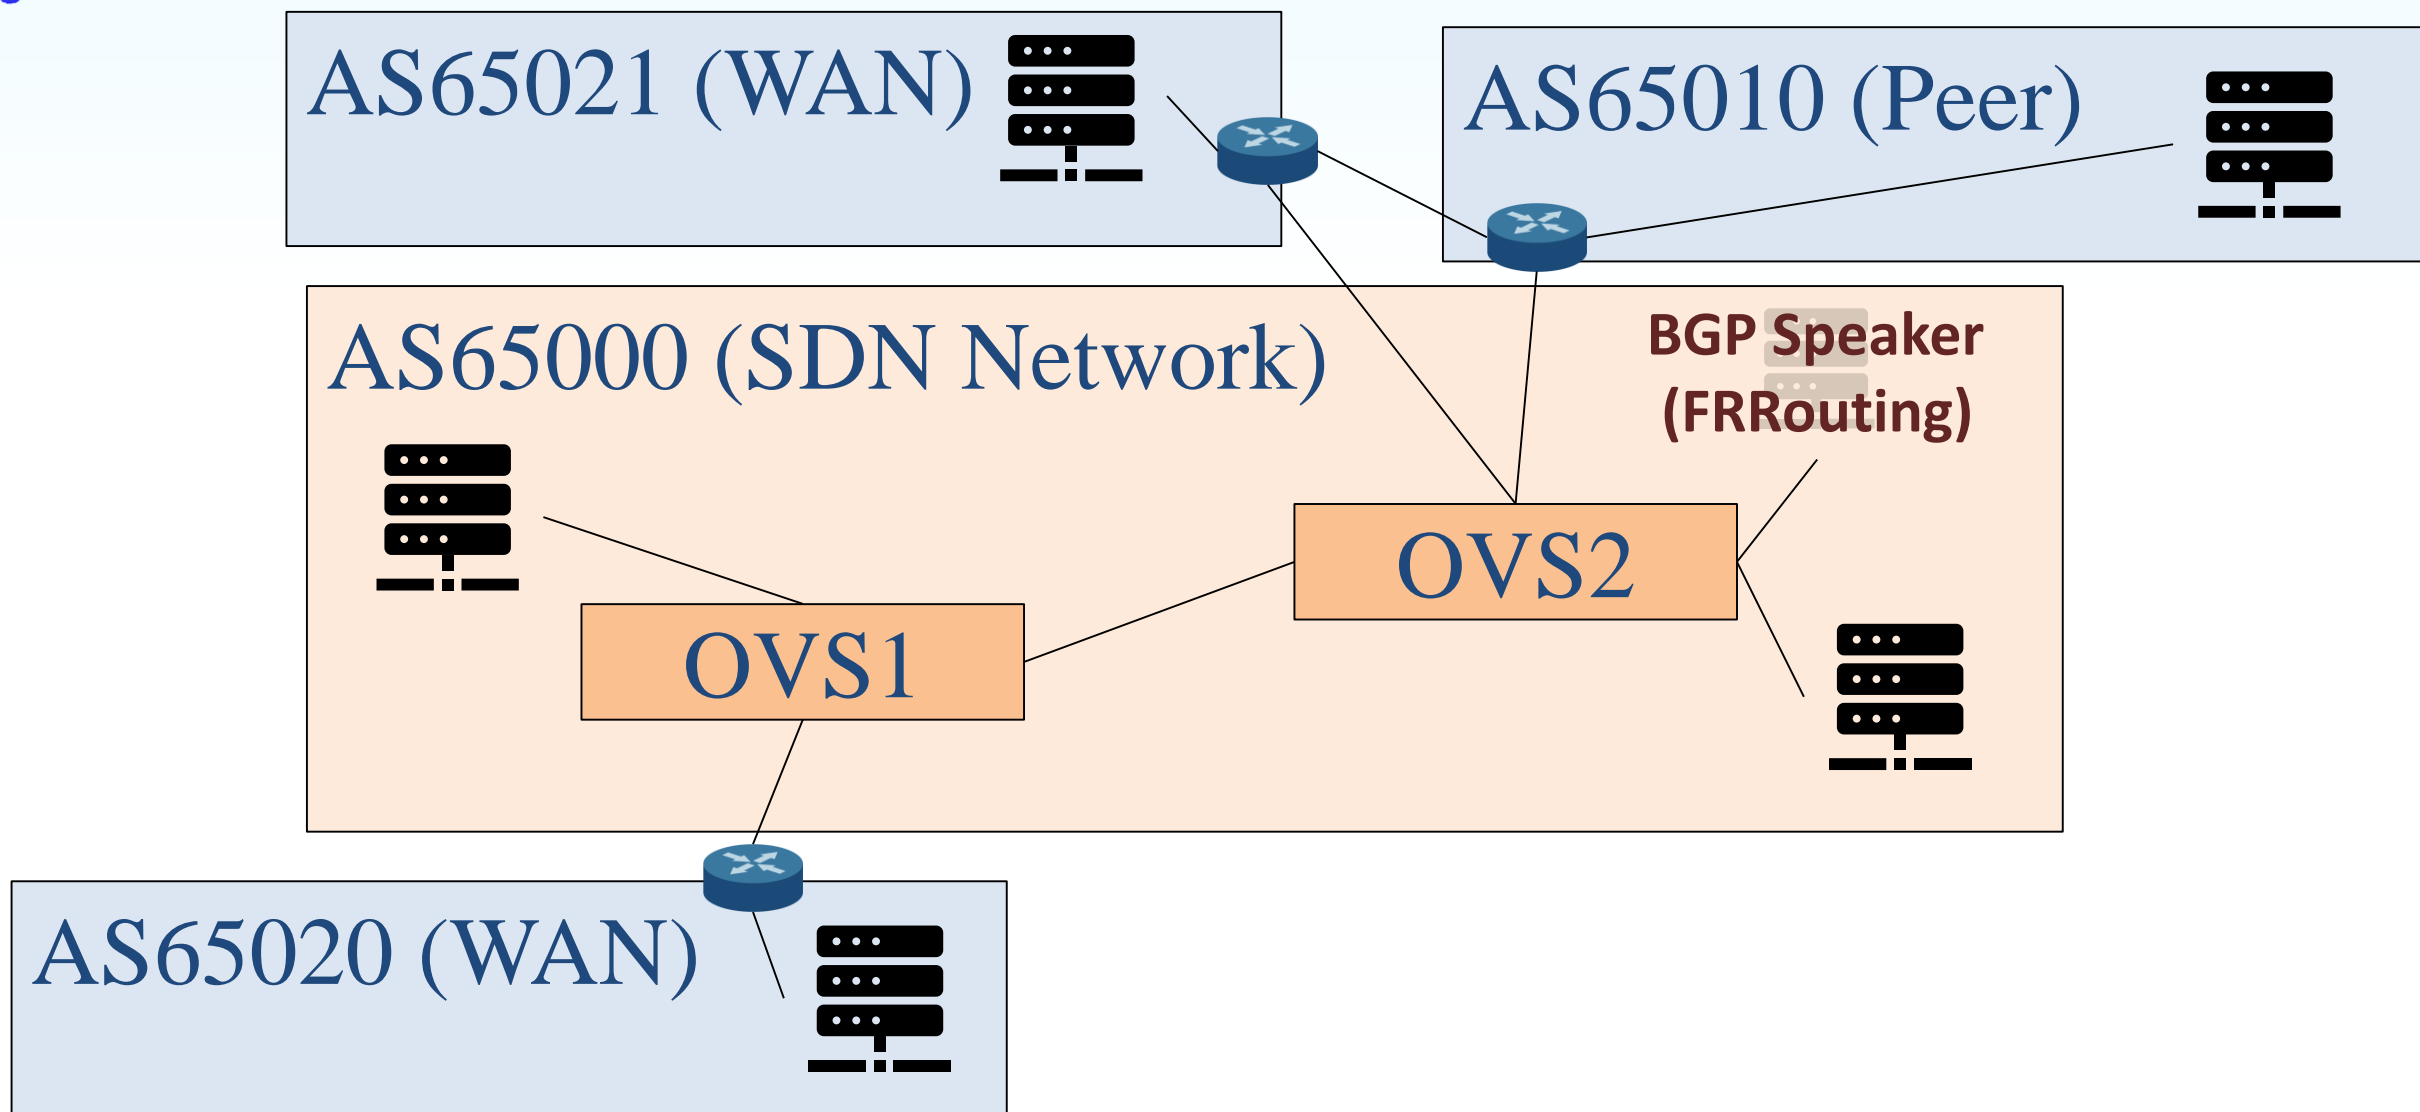 AS65021 (WAN)
AS65010 (Peer)
AS65000 (SDN Network)
BGP Speaker
(FRRouting)
OVS2
OVS1
AS65020 (WAN)